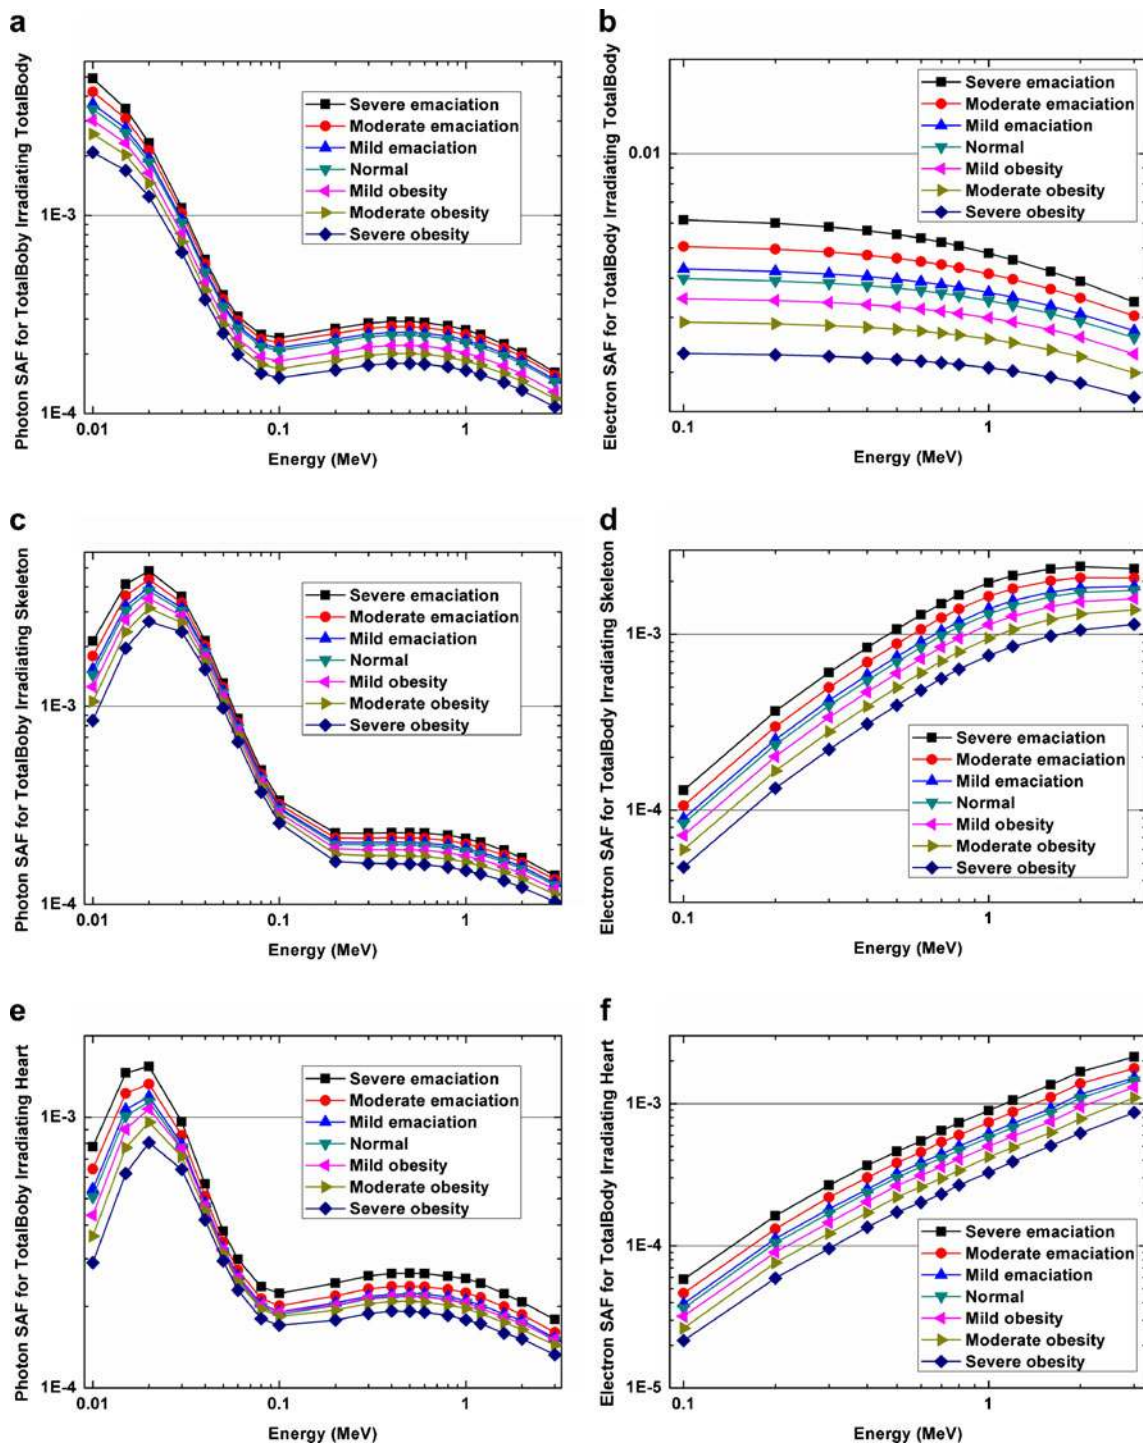 a
Photon SAF for TotalBoby Irradiating TotalBody
1E-3
1E-4
Severe emaciation
Moderate emaciation
Mild emaciation
Normal
Mild obesity
Moderate obesity
Severe obesity
0.01
0.1
1
Energy (MeV)
b
Electron SAF for TotalBody Irradiating TotalBody
0.01
Severe emaciation
Moderate emaciation
Mild emaciation
Normal
Mild obesity
Moderate obesity
Severe obesity
0.1
1
Energy (MeV)
c
Photon SAF for TotalBoby Irradiating Skeleton
1E-3
1E-4
Severe emaciation
Moderate emaciation
Mild emaciation
Normal
Mild obesity
Moderate obesity
Severe obesity
0.01
0.1
1
Energy (MeV)
d
Electron SAF for TotalBody Irradiating Skeleton
1E-3
1E-4
Severe emaciation
Moderate emaciation
Mild emaciation
Normal
Mild obesity
Moderate obesity
Severe obesity
0.1
1
Energy (MeV)
e
Photon SAF for TotalBoby Irradiating Heart
1E-3
1E-4
Severe emaciation
Moderate emaciation
Mild emaciation
Normal
Mild obesity
Moderate obesity
Severe obesity
0.01
0.1
1
Energy (MeV)
f
Electron SAF for TotalBody Irradiating Heart
1E-3
1E-4
1E-5
Severe emaciation
Moderate emaciation
Mild emaciation
Normal
Mild obesity
Moderate obesity
Severe obesity
0.1
1
Energy (MeV)